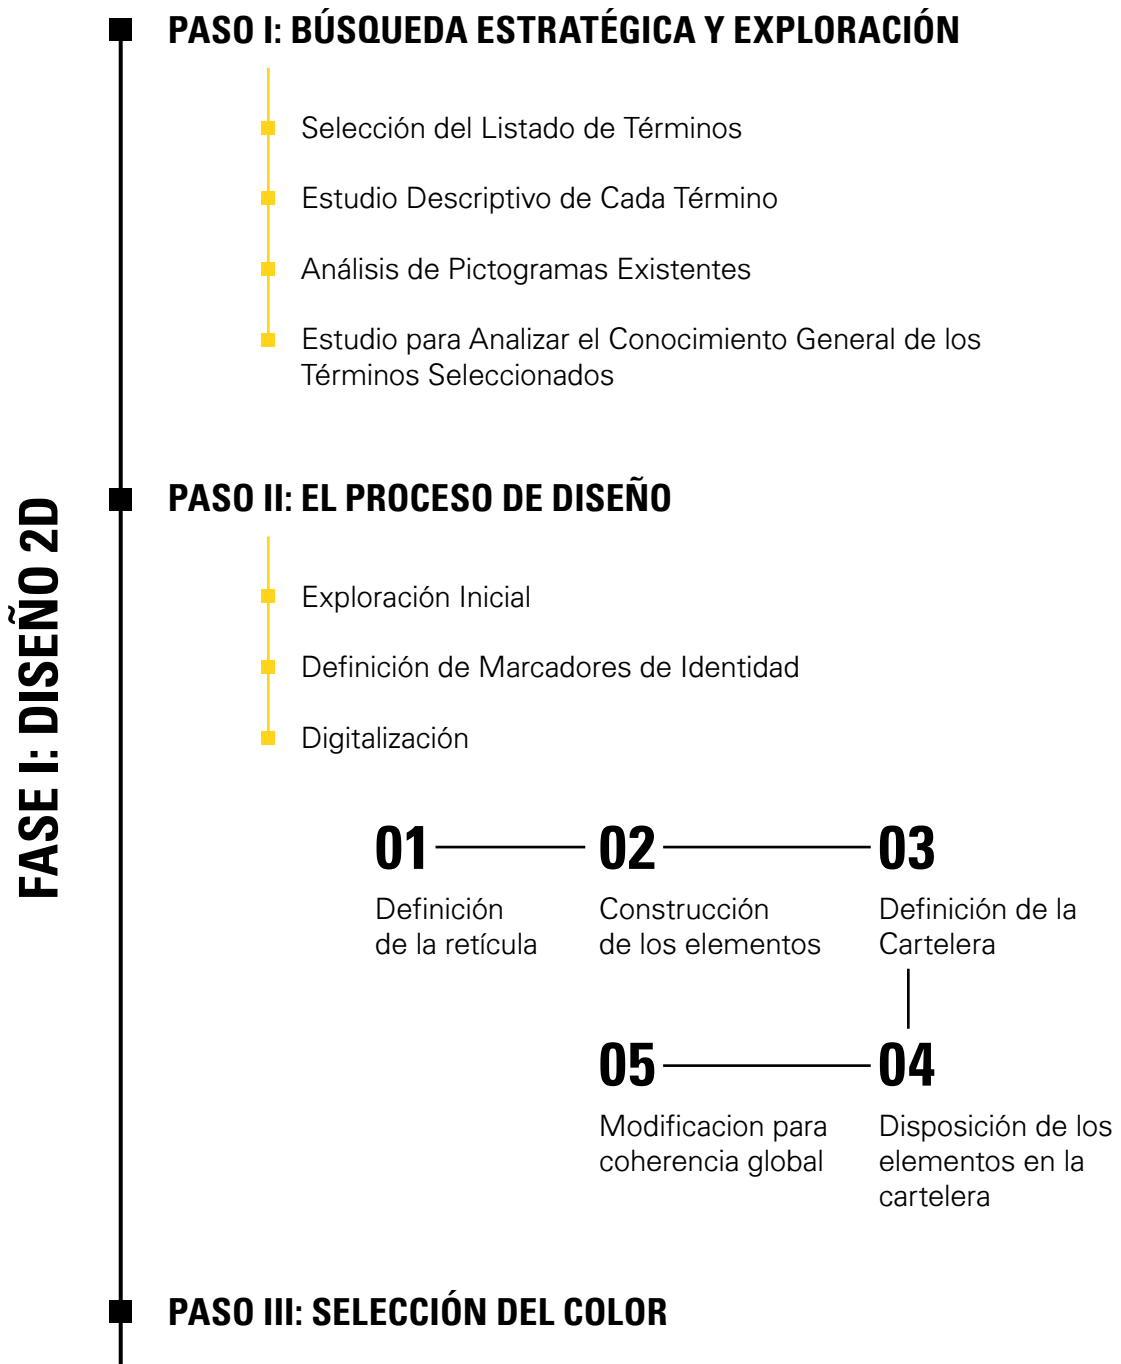 FASE I: DISEÑO 2D
PASO I: BÚSQUEDA ESTRATÉGICA Y EXPLORACIÓN
Selección del Listado de Términos
Estudio Descriptivo de Cada Término
Análisis de Pictogramas Existentes
Estudio para Analizar el Conocimiento General de los
Términos Seleccionados
PASO II: EL PROCESO DE DISEÑO
Exploración Inicial
Definición de Marcadores de Identidad
Digitalización
01
Definición
de la retícula
02
Construcción
de los elementos
03
Definición de la
Cartelera
04
Disposición de los
elementos en la
cartelera
05
Modificacion para
coherencia global
PASO III: SELECCIÓN DEL COLOR